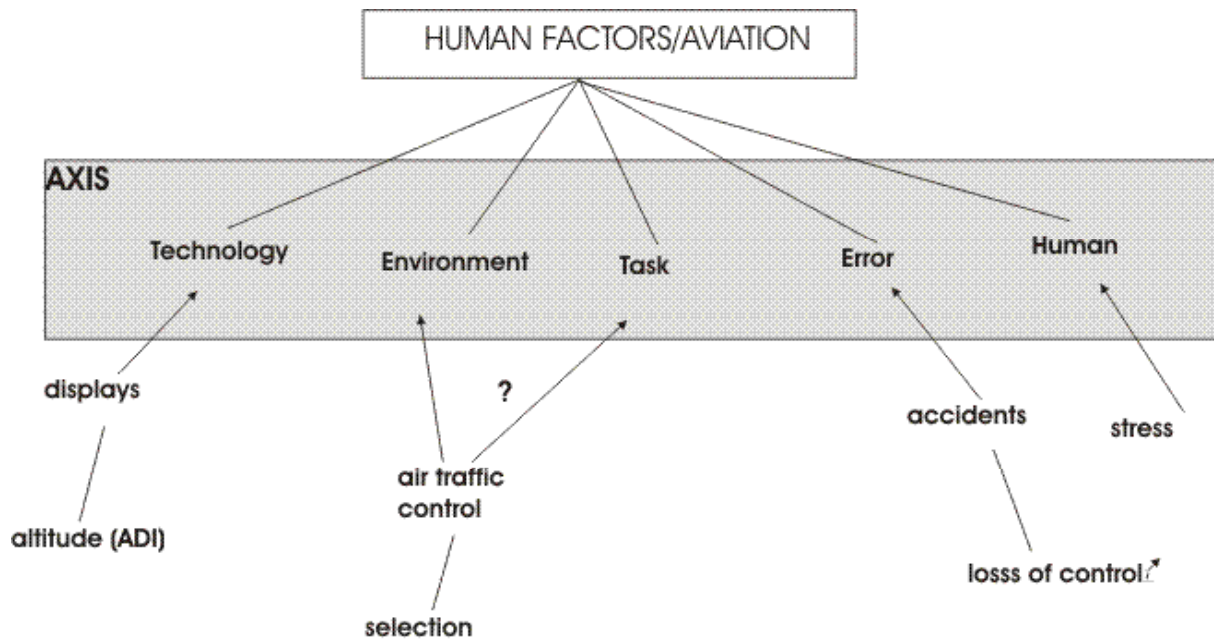 HUMAN FACTORS/AVIATION
AXIS
Technology
Environment
Task
Error
Human
displays
?
accidents
stress
air traffic
control
altitude (ADI)
losss of control
selection